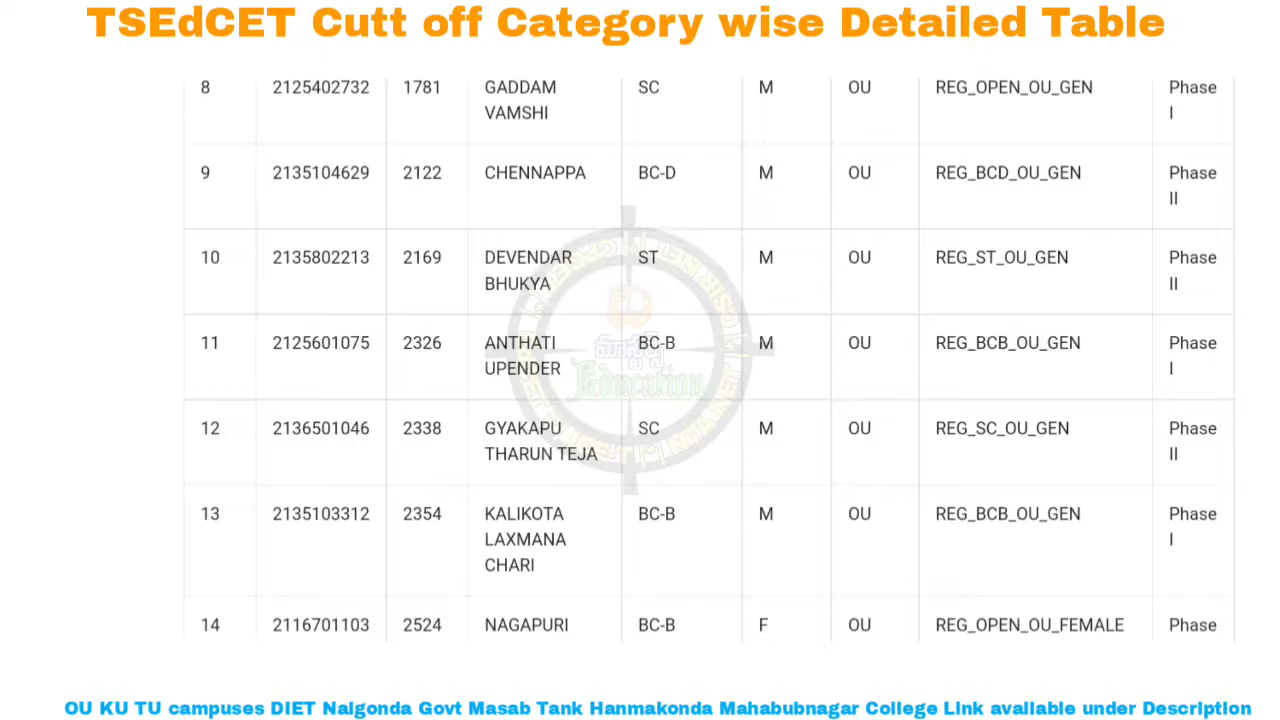 TSEdCET Cutt off Category wise Detailed Table
8 2125402732 1781 GADDAM SC M OU REG_OPEN_OU_GEN Phase
VAMSHI I
9 2135104629 2122 CHENNAPPA BC-D M OU REG_BCD_OU_GEN Phase
II
10 2135802213 2169 DEVENDAR ST M OU REG_ST_OU_GEN Phase
BHUKYA II
11 2125601075 2326 ANTHATI BC-B M OU REG_BCB_OU_GEN Phase
UPENDER I
12 2136501046 2338 GYAKAPU SC M OU REG_SC_OU_GEN Phase
THARUN TEJA II
13 2135103312 2354 KALIKOTA BC-B M OU REG_BCB_OU_GEN Phase
LAXMANA I
CHARI
14 2116701103 2524 NAGAPURI BC-B F OU REG_OPEN_OU_FEMALE Phase
Education
OU KU TU campuses DIET Nalgonda Govt Masab Tank Hanmakonda Mahabubnagar College Link available under Description